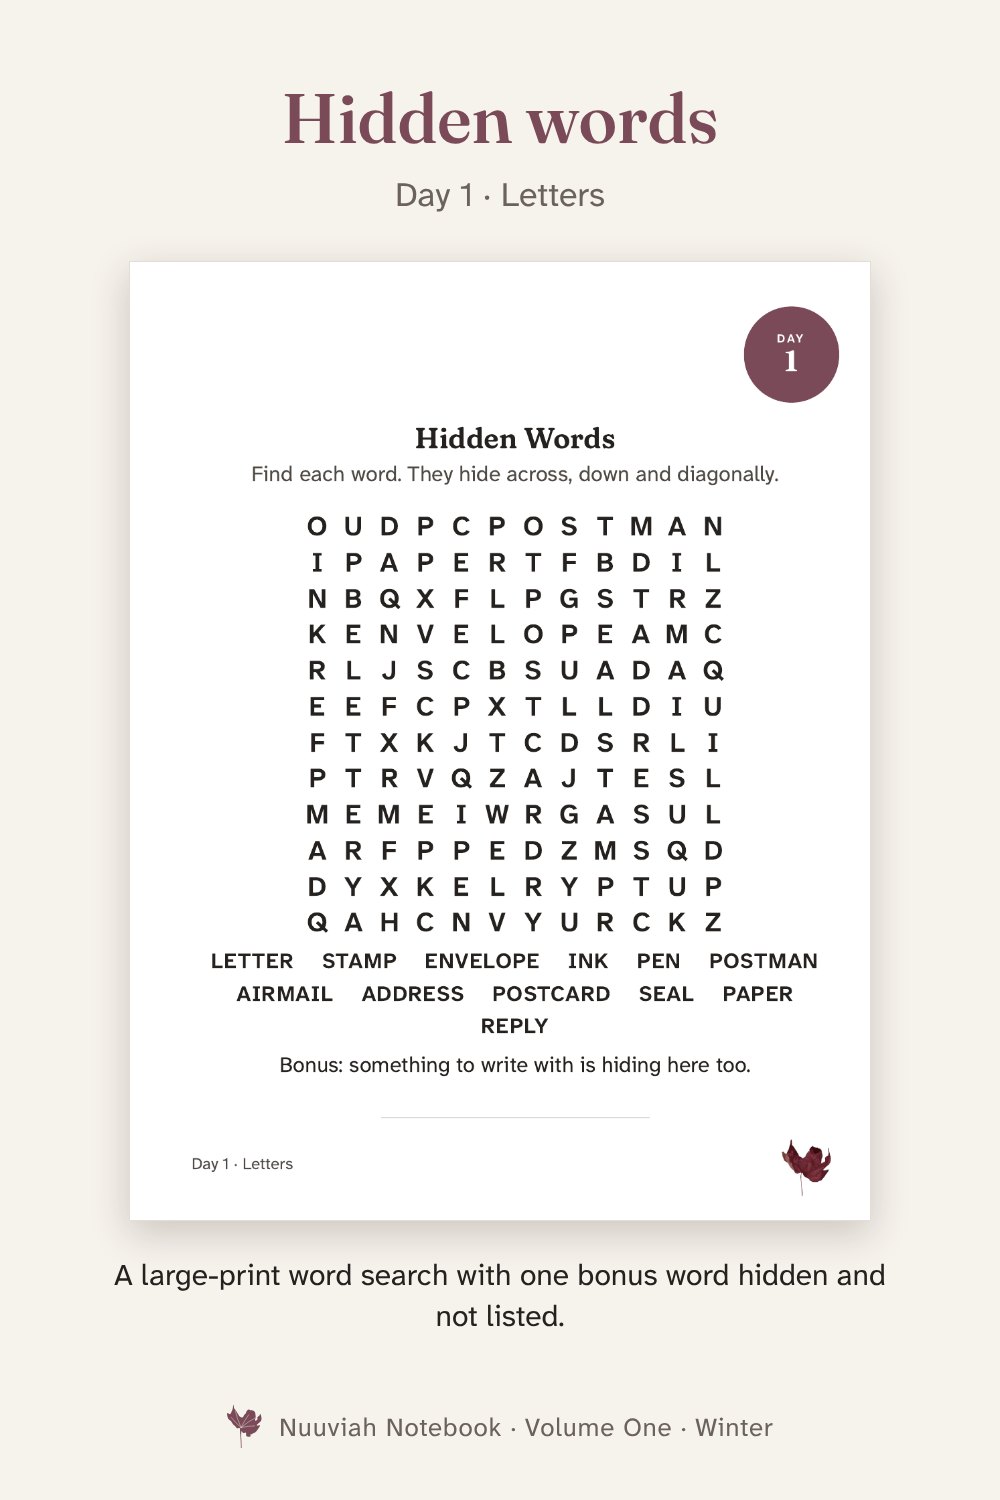 Hidden words
Day 1 · Letters
DAY
1
Hidden Words
Find each word. They hide across, down and diagonally.
O U D P C P O S T M A N
I P A P E R T F B D I L
N B Q X F L P G S T R Z
K E N V E L O P E A M C
R L J S C B S U A D A Q
E E F C P X T L L D I U
F T X K J T C D S R L I
P T R V Q Z A J T E S L
M E M E I W R G A S U L
A R F P P E D Z M S Q D
D Y X K E L R Y P T U P
Q A H C N V Y U R C K Z
LETTER STAMP ENVELOPE INK PEN POSTMAN
AIRMAIL ADDRESS POSTCARD SEAL PAPER
REPLY
Bonus: something to write with is hiding here too.
Day 1 · Letters
A large-print word search with one bonus word hidden and
not listed.
Nuuviah Notebook · Volume One · Winter